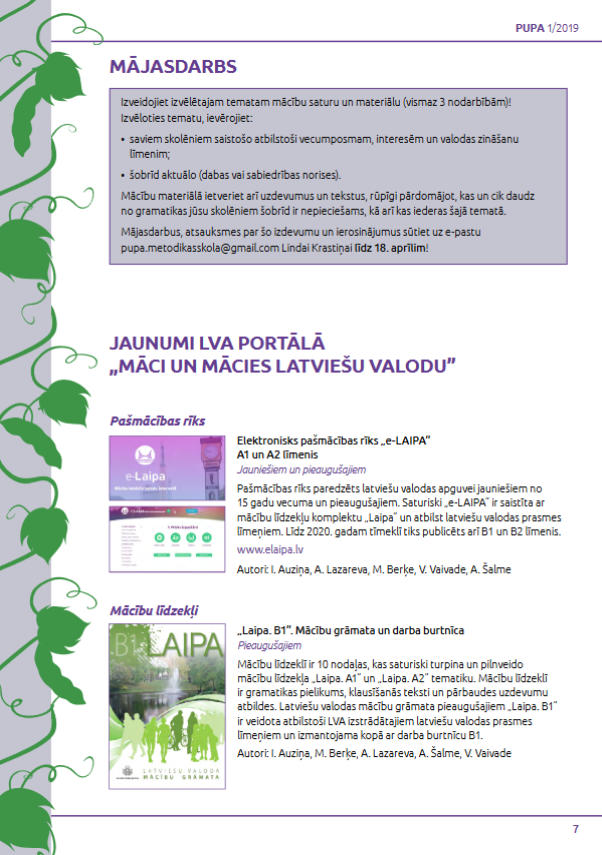 PUPA 1/2019
MĀJASDARBS
Izveidojiet izvēlētajam tematam mācību saturu un materiālu (vismaz 3 nodarbībām)!
Izvēloties tematu, ievērojiet:
• saviem skolēniem saistošo atbilstoši vecumposmam, interesēm un valodas zināšanu
līmenim;
• šobrīd aktuālo (dabas vai sabiedrības norises).
Mācību materiālā ietveriet arī uzdevumus un tekstus, rūpīgi pārdomājot, kas un cik daudz
no gramatikas jūsu skolēniem šobrīd ir nepieciešams, kā arī kas iederas šajā tematā.
Mājasdarbus, atsauksmes par šo izdevumu un ierosinājumus sūtiet uz e-pastu
pupa.metodikasskola@gmail.com Lindai Krastiņai līdz 18. aprīlim!
JAUNUMI LVA PORTĀLĀ
„MĀCI UN MĀCIES LATVIEŠU VALODU”
Pašmācības rīks
e-Laipa
Elektronisks pašmācības rīks „e-LAIPA”
A1 un A2 līmenis
Jauniešiem un pieaugušajiem
Pašmācības rīks paredzēts latviešu valodas apguvei jauniešiem no
15 gadu vecuma un pieaugušajiem. Saturiski „e-LAIPA” ir saistīta ar
mācību līdzekļu komplektu „Laipa” un atbilst latviešu valodas prasmes
līmeņiem. Līdz 2020. gadam tīmeklī tiks publicēts arī B1 un B2 līmenis.
www.elaipa.lv
Autori: I. Auziņa, A. Lazareva, M. Berķe, V. Vaivade, A. Šalme
Mācību līdzekļi
B1 LAIPA
LATVIEŠU VALODA
MĀCĪBU GRĀMATA
„Laipa. B1”. Mācību grāmata un darba burtnīca
Pieaugušajiem
Mācību līdzeklī ir 10 nodaļas, kas saturiski turpina un pilnveido
mācību līdzekļa „Laipa. A1” un „Laipa. A2” tematiku. Mācību līdzeklī
ir gramatikas pielikums, klausīšanās teksti un pārbaudes uzdevumu
atbildes. Latviešu valodas mācību grāmata pieaugušajiem „Laipa. B1”
ir veidota atbilstoši LVA izstrādātajiem latviešu valodas prasmes
līmeņiem un izmantojama kopā ar darba burtnīcu B1.
Autori: I. Auziņa, M. Berķe, A. Lazareva, A. Šalme, V. Vaivade
7